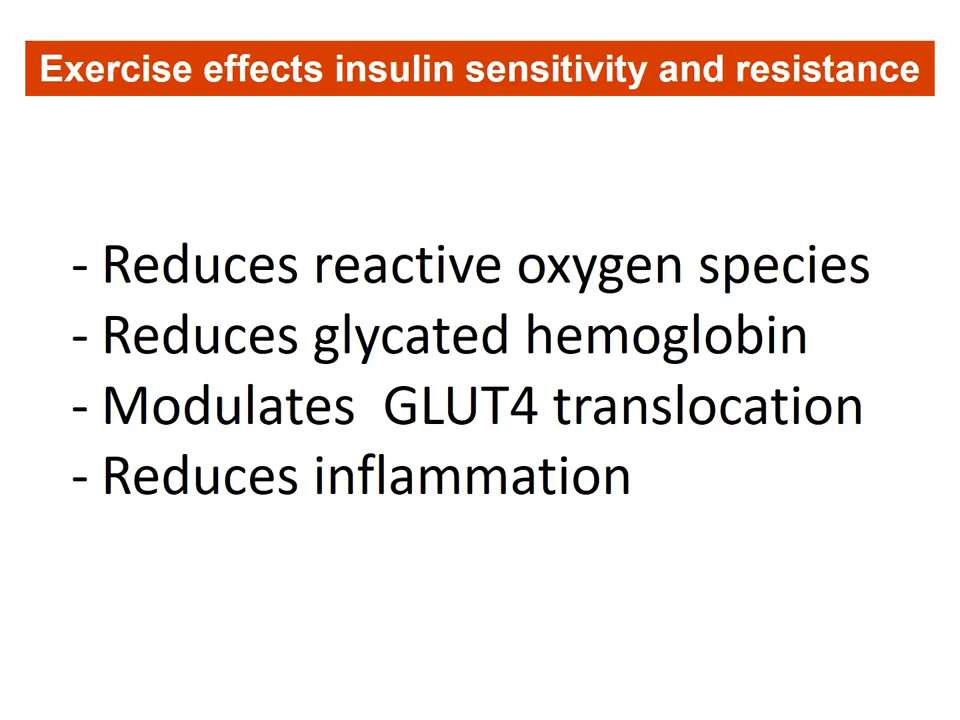 Exercise effects insulin sensitivity and resistance
- Reduces reactive oxygen species
- Reduces glycated hemoglobin
- Modulates  GLUT4 translocation
- Reduces inflammation